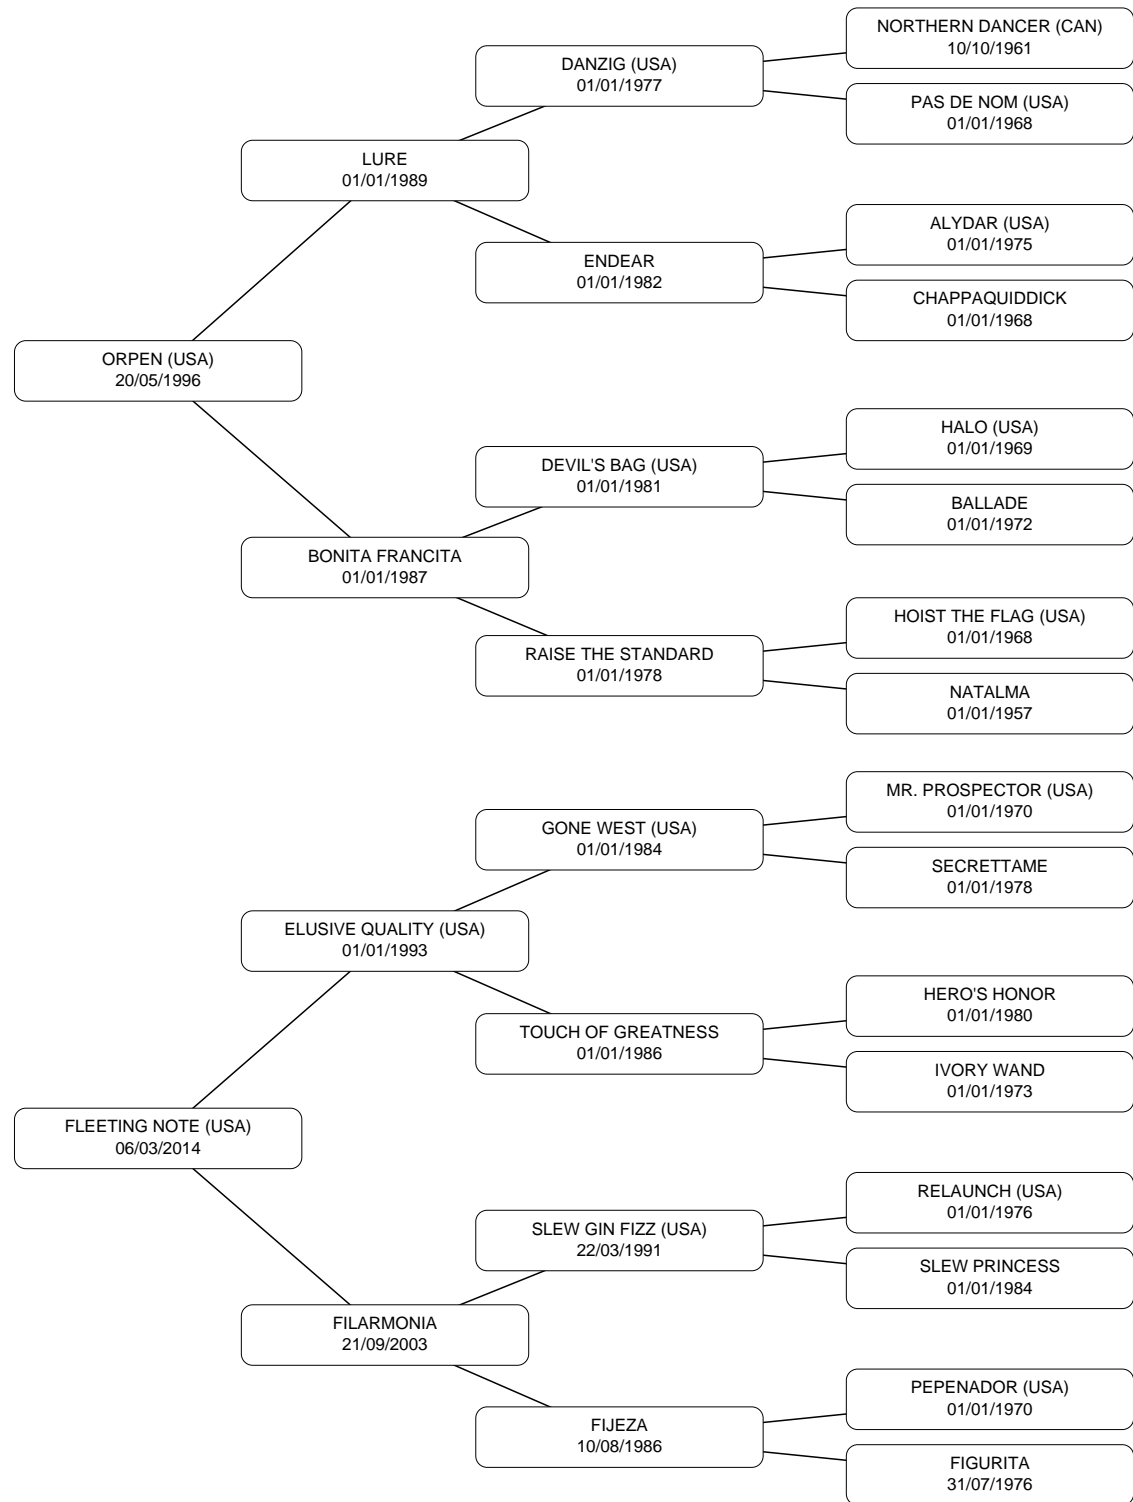 NORTHERN DANCER (CAN)
10/10/1961
DANZIG (USA)
01/01/1977
PAS DE NOM (USA)
01/01/1968
LURE
01/01/1989
ALYDAR (USA)
01/01/1975
ENDEAR
01/01/1982
CHAPPAQUIDDICK
01/01/1968
ORPEN (USA)
20/05/1996
HALO (USA)
01/01/1969
DEVIL'S BAG (USA)
01/01/1981
BALLADE
01/01/1972
BONITA FRANCITA
01/01/1987
HOIST THE FLAG (USA)
01/01/1968
RAISE THE STANDARD
01/01/1978
NATALMA
01/01/1957
MR. PROSPECTOR (USA)
01/01/1970
GONE WEST (USA)
01/01/1984
SECRETTAME
01/01/1978
ELUSIVE QUALITY (USA)
01/01/1993
HERO'S HONOR
01/01/1980
TOUCH OF GREATNESS
01/01/1986
IVORY WAND
01/01/1973
FLEETING NOTE (USA)
06/03/2014
RELAUNCH (USA)
01/01/1976
SLEW GIN FIZZ (USA)
22/03/1991
SLEW PRINCESS
01/01/1984
FILARMONIA
21/09/2003
PEPENADOR (USA)
01/01/1970
FIJEZA
10/08/1986
FIGURITA
31/07/1976